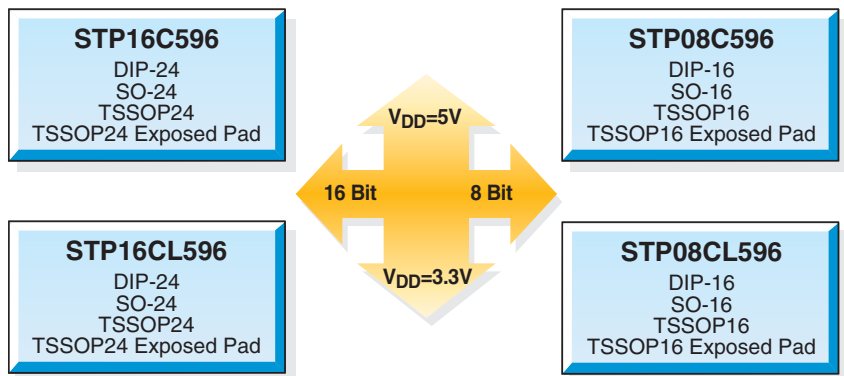 STP16C596
DIP-24
SO-24
TSSOP24
TSSOP24 Exposed Pad
STP08C596
DIP-16
SO-16
TSSOP16
TSSOP16 Exposed Pad
VDD=5V
16 Bit
8 Bit
VDD=3.3V
STP16CL596
DIP-24
SO-24
TSSOP24
TSSOP24 Exposed Pad
STP08CL596
DIP-16
SO-16
TSSOP16
TSSOP16 Exposed Pad